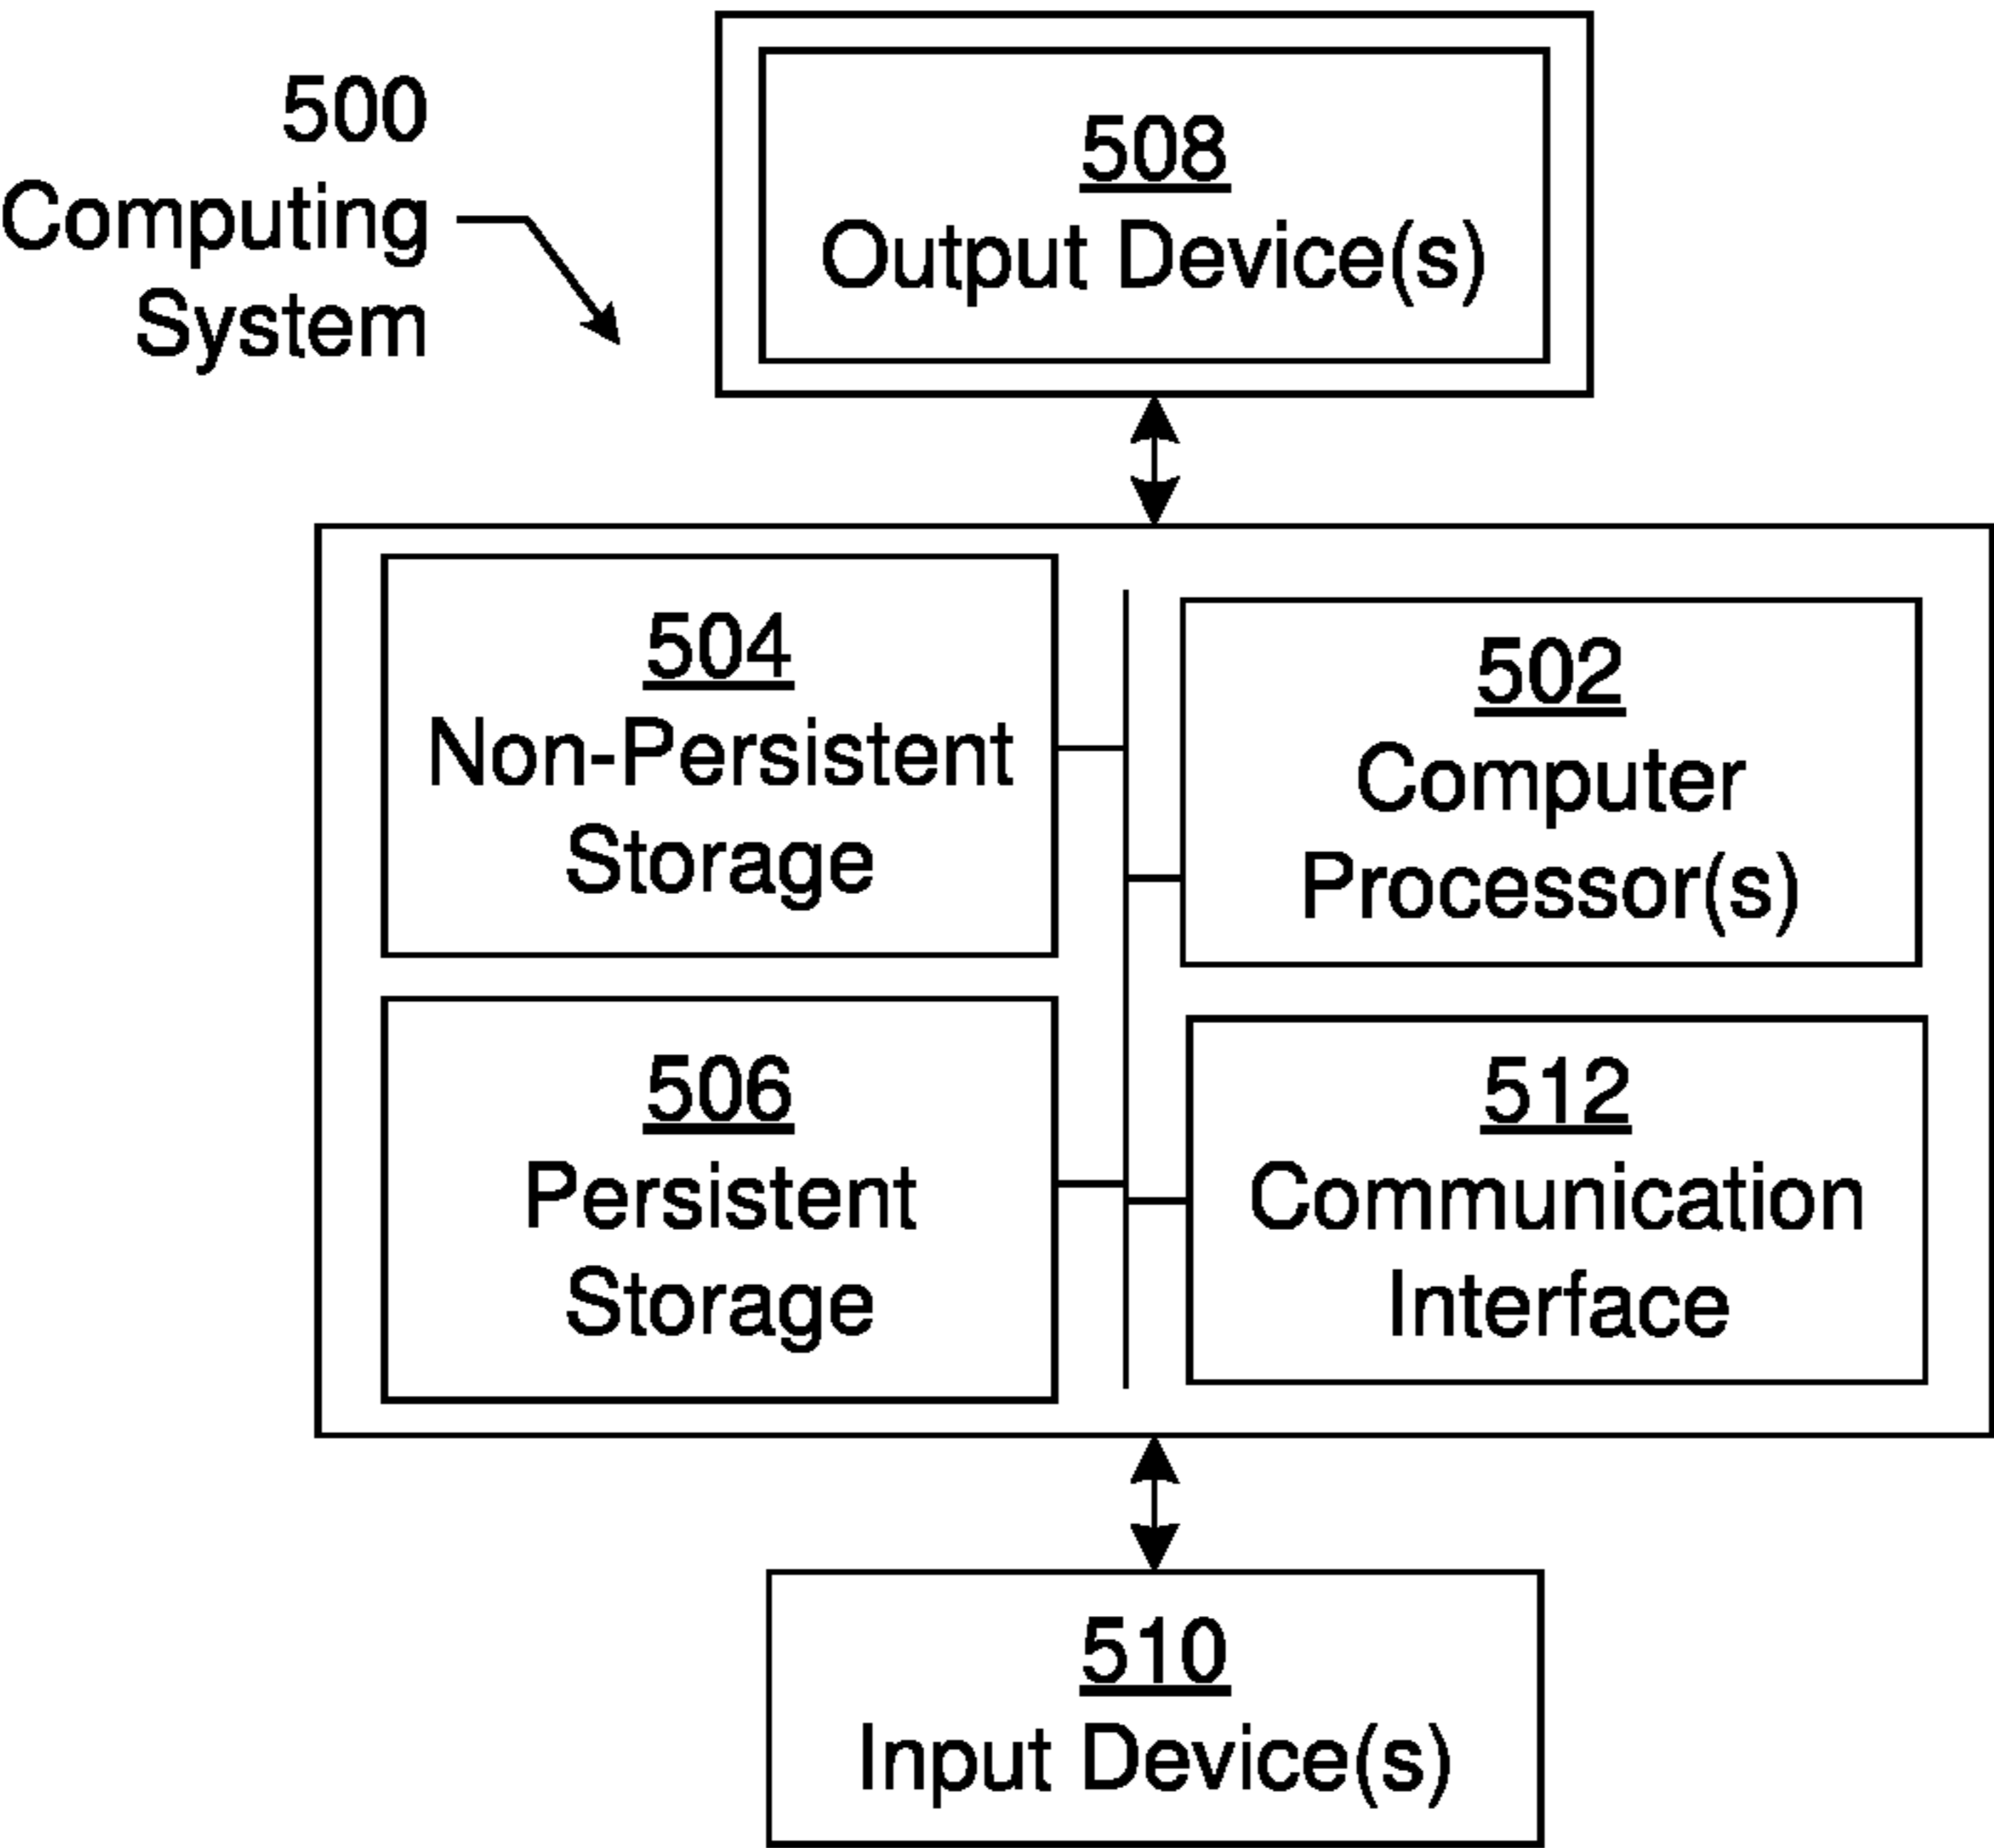 500
Computing
System
508
Output Device(s)
504
Non-Persistent
Storage
502
Computer
Processor(s)
506
Persistent
Storage
512
Communication
Interface
510
Input Device(s)